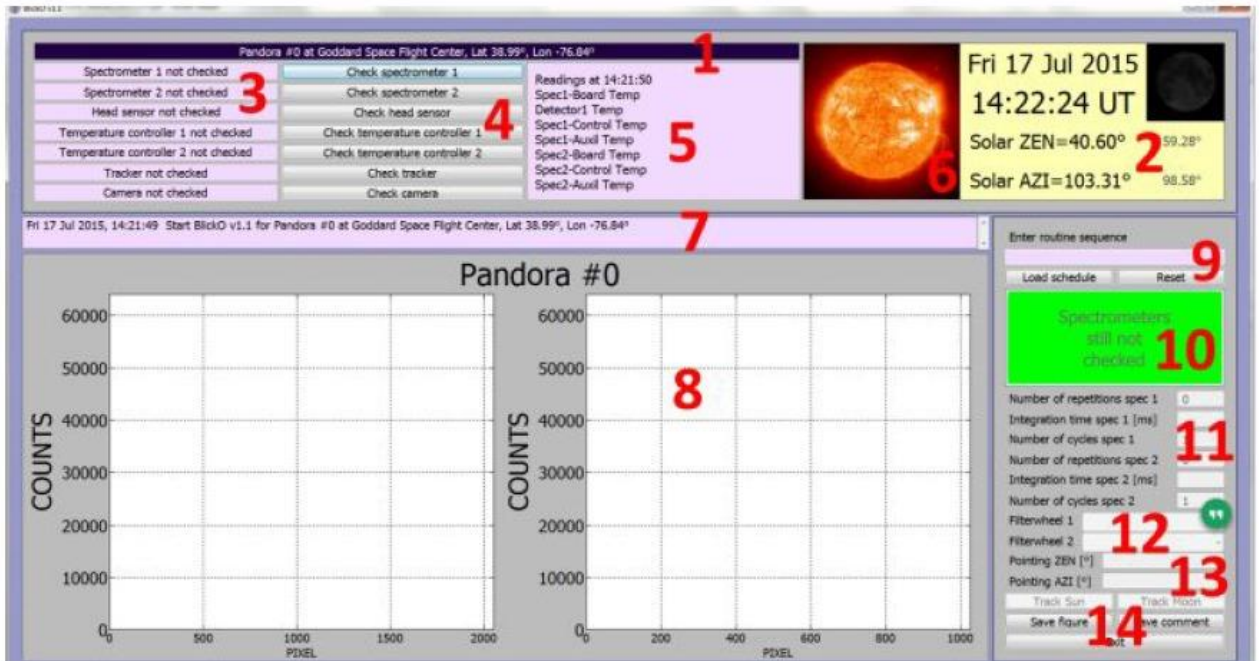 BlickO v1.1
Pandora #0 at Goddard Space Flight Center, Lat 38.99°, Lon -76.84°
1
Spectrometer 1 not checked
Spectrometer 2 not checked
Head sensor not checked
Temperature controller 1 not checked
Temperature controller 2 not checked
Tracker not checked
Camera not checked
3
Check spectrometer 1
Check spectrometer 2
Check head sensor
Check temperature controller 1
Check temperature controller 2
Check tracker
Check camera
4
Readings at 14:21:50
Spec1-Board Temp
Detector1 Temp
Spec1-Control Temp
Spec1-Auxil Temp
Spec2-Board Temp
Spec2-Control Temp
Spec2-Auxil Temp
5
6
Fri 17 Jul 2015
14:22:24 UT
Solar ZEN=40.60° 59.28°
Solar AZI=103.31° 98.58°
2
Fri 17 Jul 2015, 14:21:49 Start BlickO v1.1 for Pandora #0 at Goddard Space Flight Center, Lat 38.99°, Lon -76.84°
7
Pandora #0
COUNTS
60000
50000
40000
30000
20000
10000
0
0 500 1000 1500 2000
PIXEL
COUNTS
60000
50000
40000
30000
20000
10000
0
0 200 400 600 800 1000
PIXEL
8
Enter routine sequence
9
Load schedule Reset
Spectrometers
still not
checked
10
Number of repetitions spec 1 0
Integration time spec 1 [ms]
Number of cycles spec 1
11
Number of repetitions spec 2
Integration time spec 2 [ms]
Number of cycles spec 2 1
Filterwheel 1
Filterwheel 2
12
Pointing ZEN [°]
Pointing AZI [°]
13
Track Sun Track Moon
Save figure Save comment
14
Exit